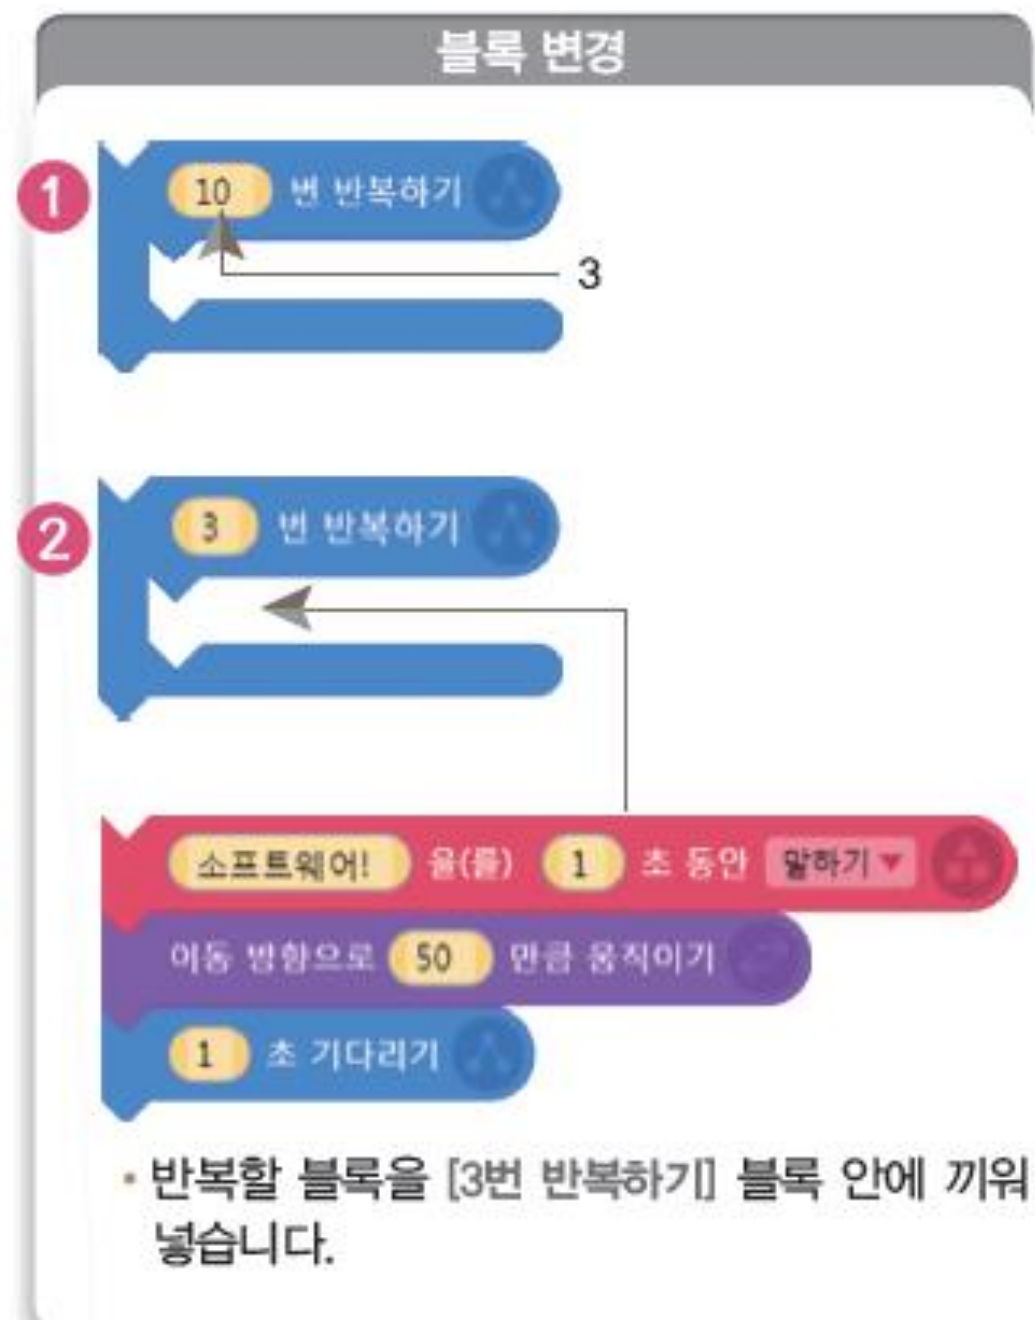 블록 변경
1
10 번 반복하기
3
2
3 번 반복하기
소프트웨어! 을(를) 1 초 동안 말하기
이동 방향으로 50 만큼 움직이기
1 초 기다리기
• 반복할 블록을 [3번 반복하기] 블록 안에 끼워
넣습니다.